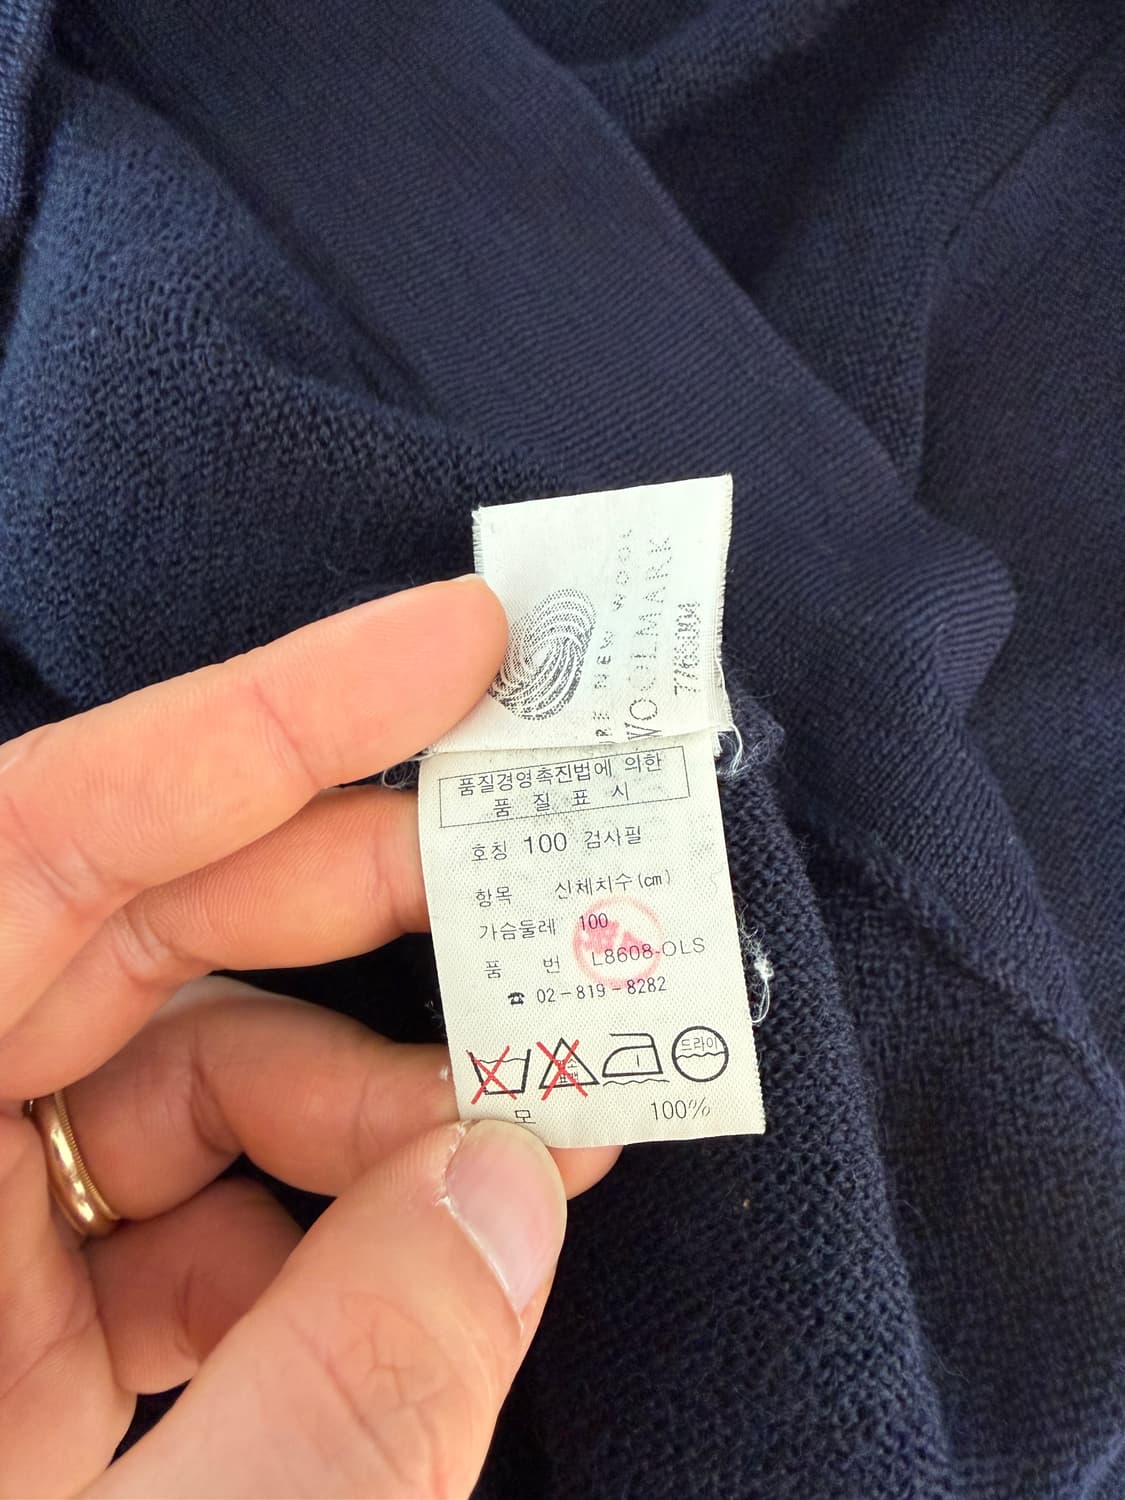 NEW WOOL
WOOLMARK
품질경영촉진법에 의한
품 질 표 시
호칭 100 검사필
항목 신체치수(cm)
가슴둘레 100
품 번 L8608-OLS
☎ 02-819-8282
드라이
모 100%